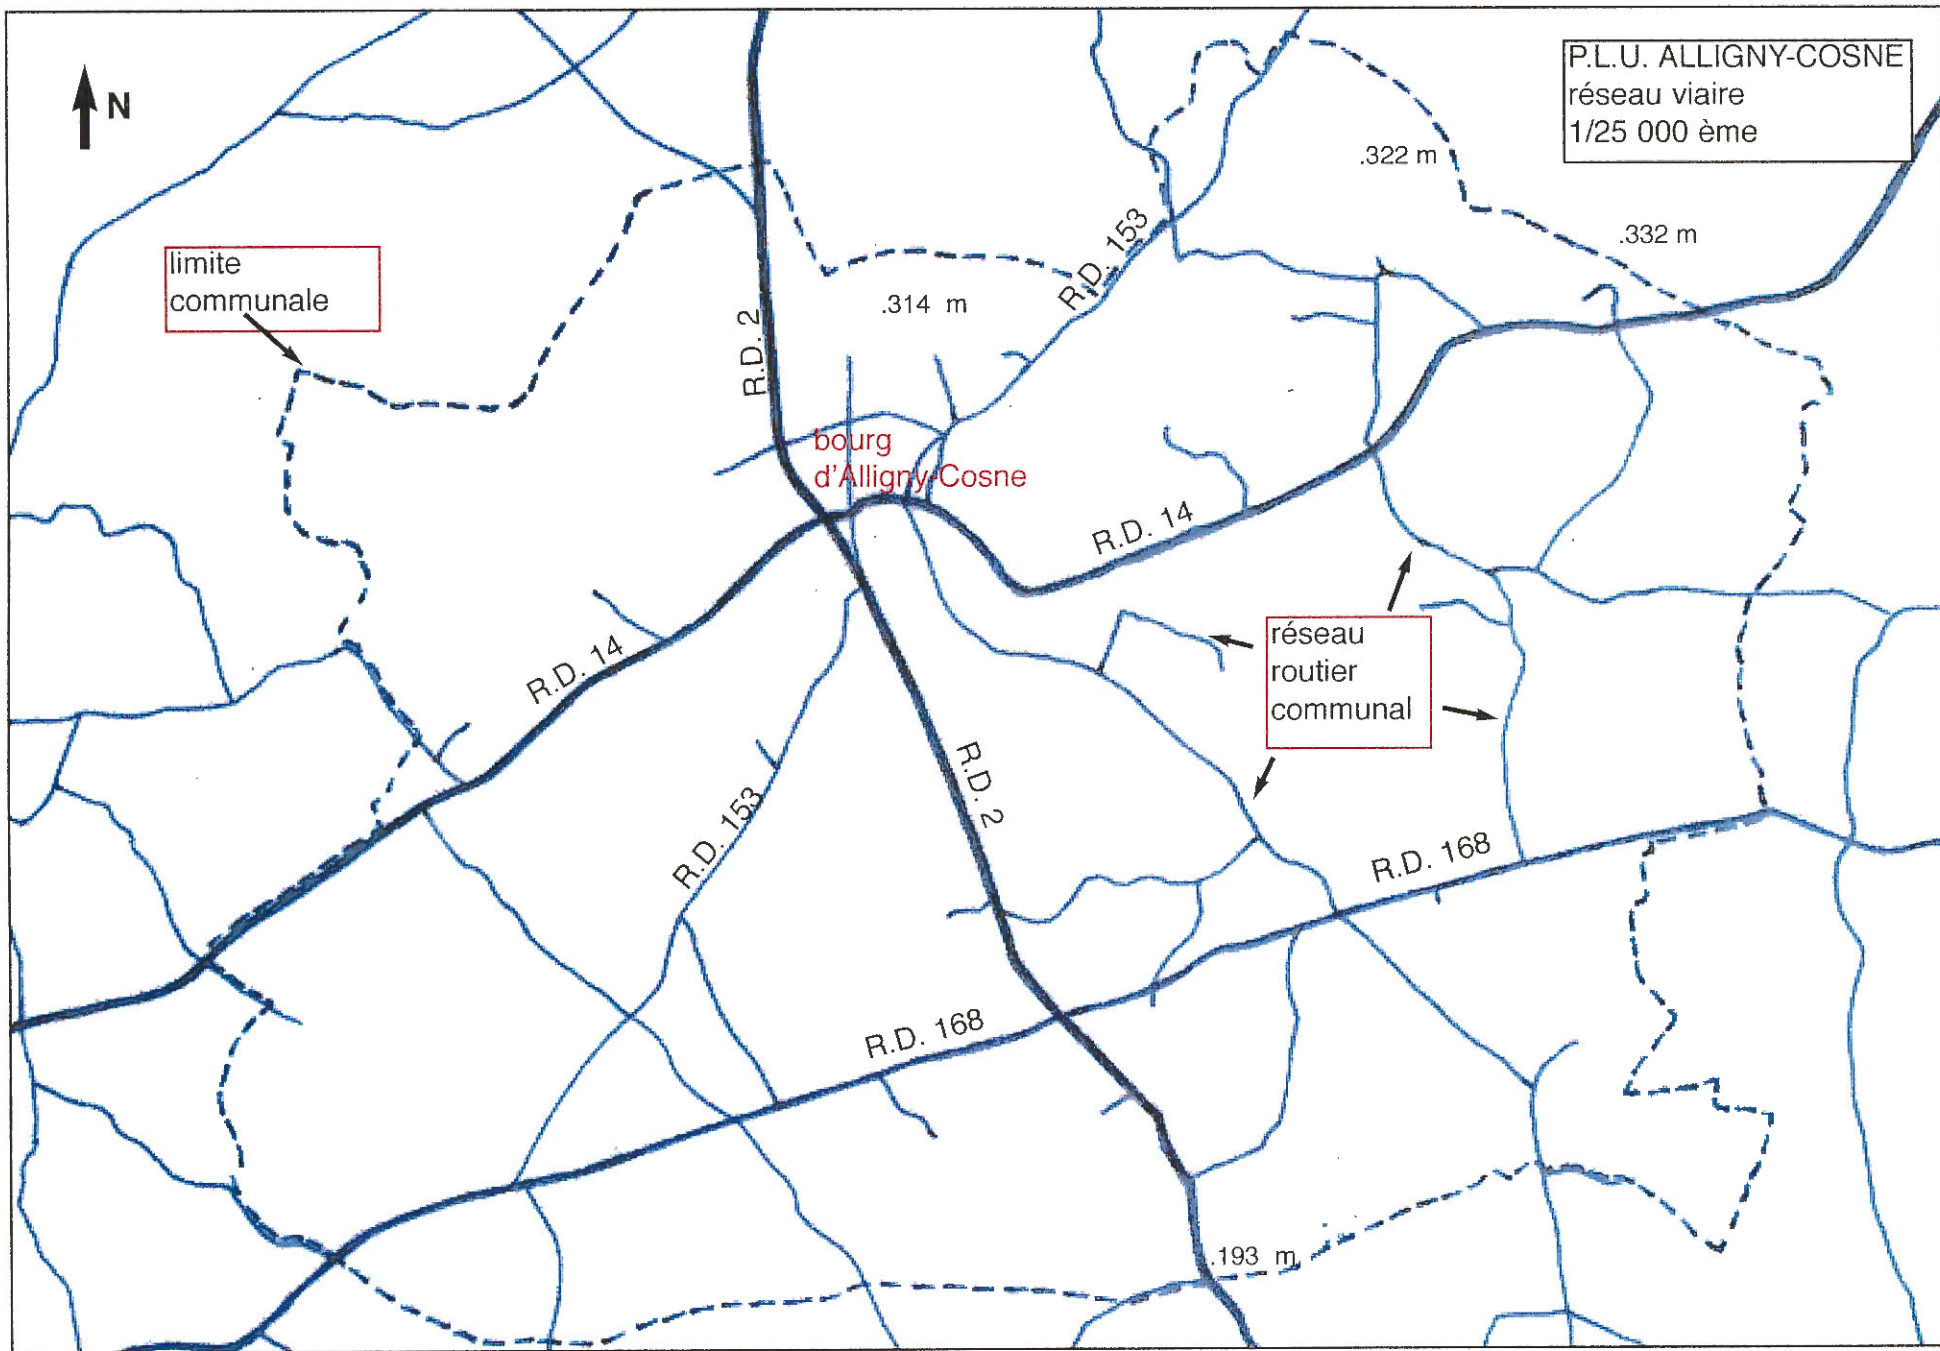 P.L.U. ALLIGNY-COSNE
réseau viaire
1/25 000 ème
N
.322 m
.332 m
limite
communale
R.D. 153
.314 m
R.D. 2
bourg
d'Alligny-Cosne
R.D. 14
R.D. 14
réseau
routier
communal
R.D. 2
R.D. 153
R.D. 168
R.D. 168
.193 m